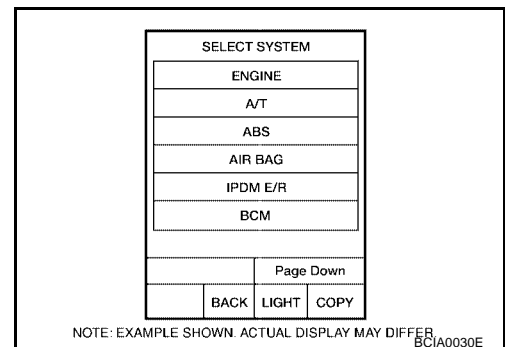 SELECT SYSTEM
ENGINE
A/T
ABS
AIR BAG
IPDM E/R
BCM
Page Down
BACK LIGHT COPY
NOTE: EXAMPLE SHOWN. ACTUAL DISPLAY MAY DIFFER
BCIA0030E